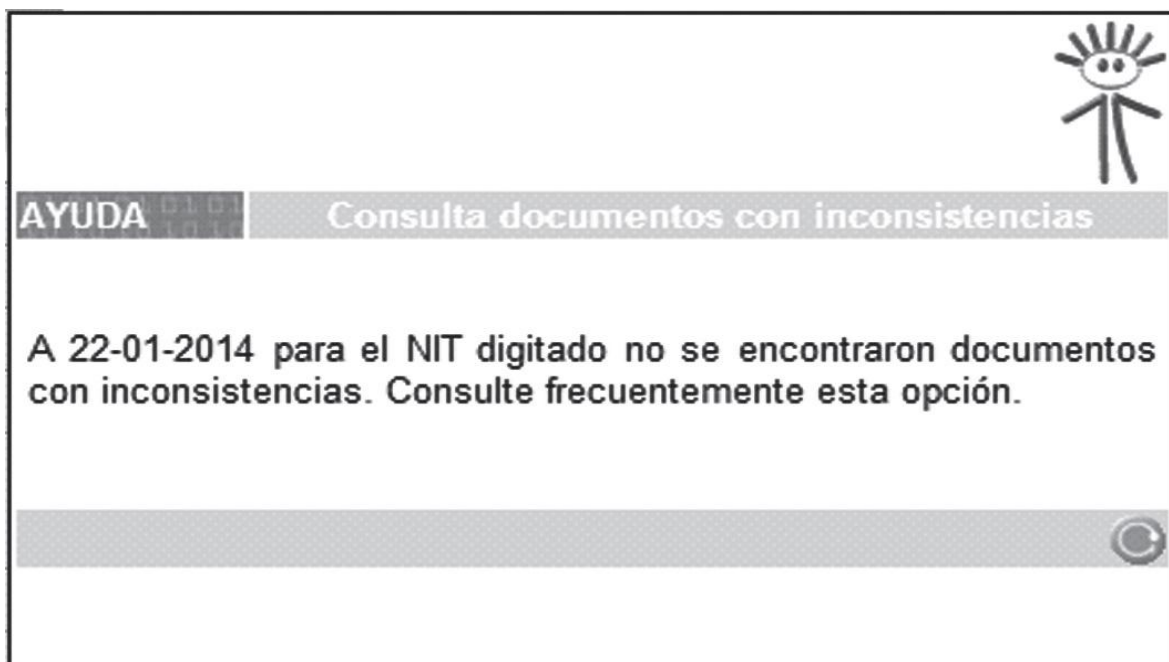 AYUDA
Consulta documentos con inconsistencias
A 22-01-2014 para el NIT digitado no se encontraron documentos
con inconsistencias. Consulte frecuentemente esta opción.